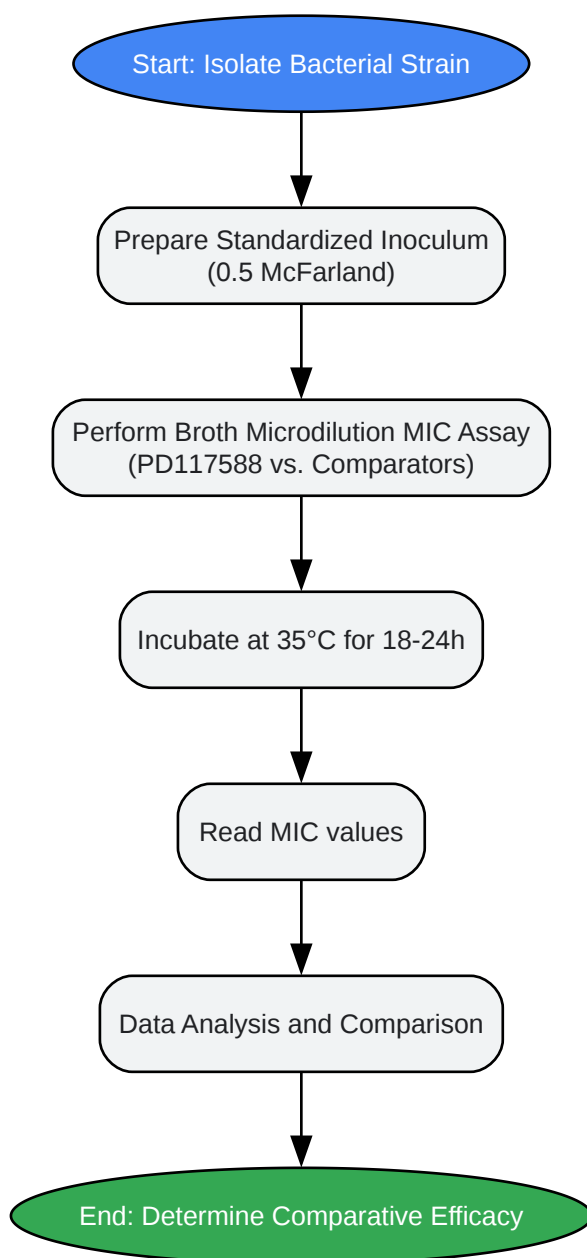 Start: Isolate Bacterial Strain
Prepare Standardized Inoculum
(0.5 McFarland)
Perform Broth Microdilution MIC Assay
(PD117588 vs. Comparators)
Incubate at 35°C for 18-24h
Read MIC values
Data Analysis and Comparison
End: Determine Comparative Efficacy